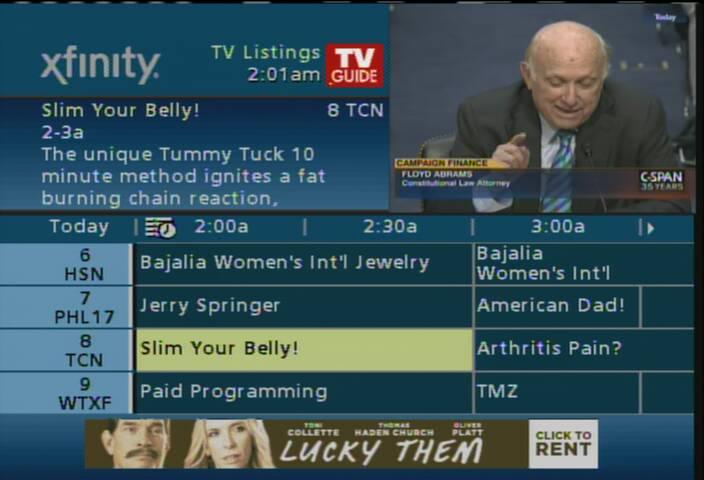 xfinity.
TV Listings
2:01am
TV
GUIDE
Today
Slim Your Belly! 8 TCN
2-3a
The unique Tummy Tuck 10
minute method ignites a fat
burning chain reaction,
CAMPAIGN FINANCE
FLOYD ABRAMS
Constitutional Law Attorney
C-SPAN
35 YEARS
Today 2:00a 2:30a 3:00a
6
HSN
Bajalia Women's Int'l Jewelry
Bajalia
Women's Int'l
7
PHL17
Jerry Springer
American Dad!
8
TCN
Slim Your Belly!
Arthritis Pain?
9
WTXF
Paid Programming
TMZ
TONI
COLLETTE
THOMAS
HADEN CHURCH
OLIVER
PLATT
LUCKY THEM
CLICK TO
RENT